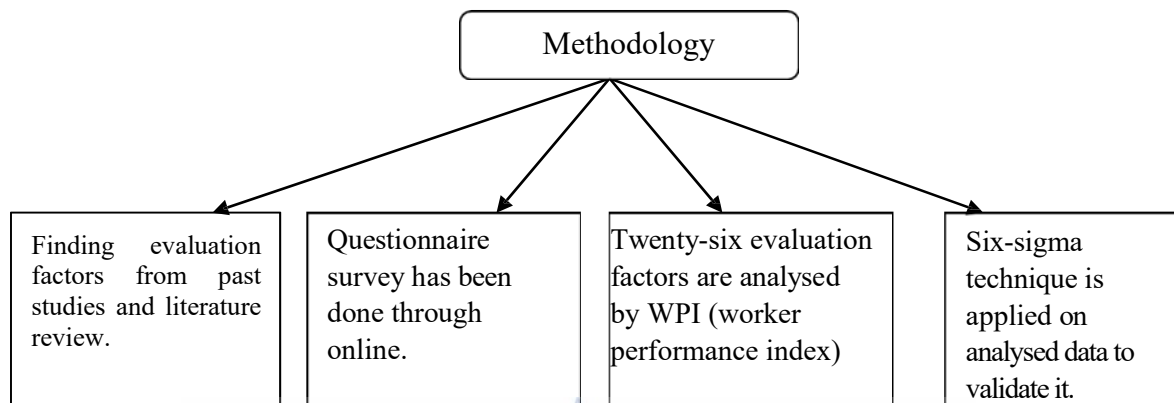 Methodology
Finding evaluation
factors from past
studies and literature
review.
Questionnaire
survey has been
done through
online.
Twenty-six evaluation
factors are analysed
by WPI (worker
performance index)
Six-sigma
technique is
applied on
analysed data to
validate it.